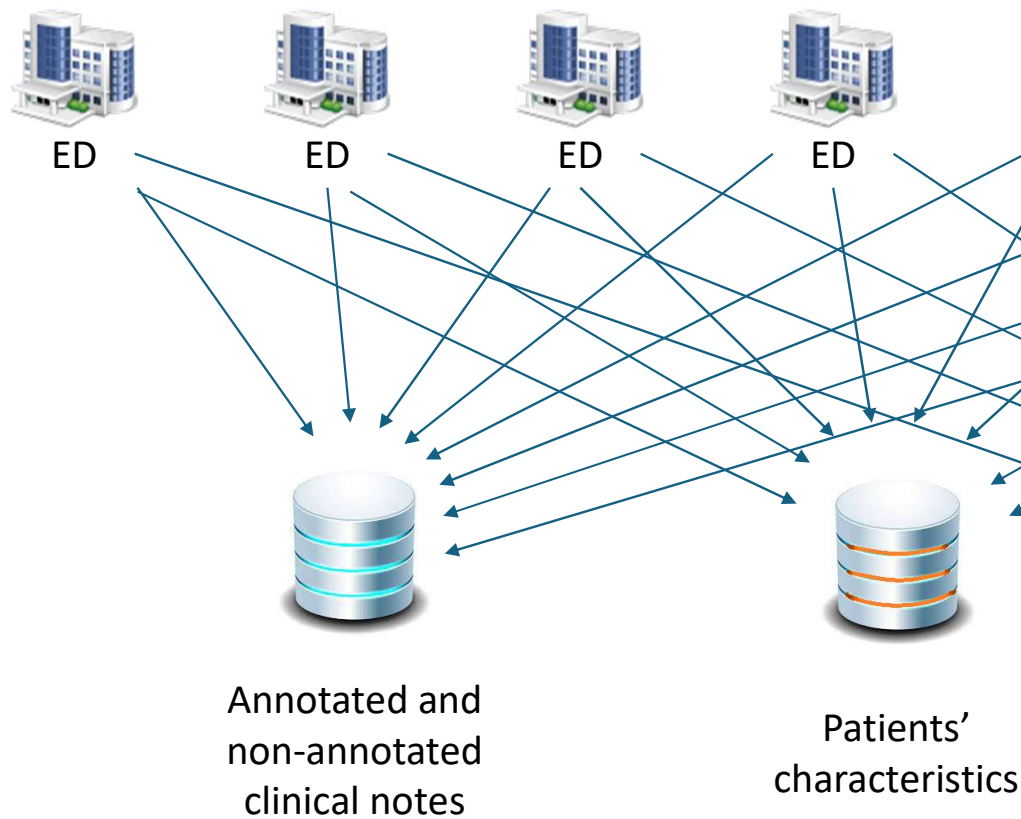 ED
ED
ED
ED
Annotated and
non-annotated
clinical notes
Patients’
characteristics